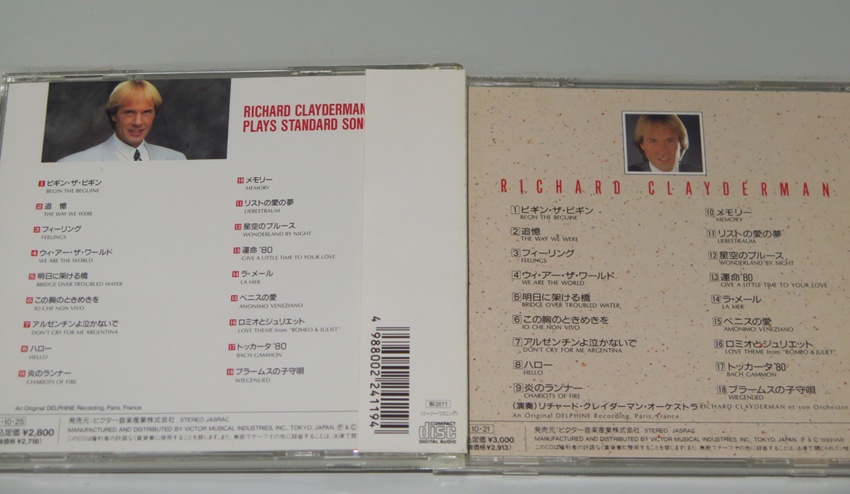 RICHARD CLAYDERMAN
PLAYS STANDARD SON
1 ビギン・ザ・ビギン
BEGIN THE BEGUINE
2 追憶
THE WAY WE WERE
3 フィーリング
FEELINGS
4 ウィ・アー・ザ・ワールド
WE ARE THE WORLD
5 明日に架ける橋
BRIDGE OVER TROUBLED WATER
6 この胸のときめきを
IO CHE NON VIVO
7 アルゼンチンよ泣かないで
DON'T CRY FOR ME ARGENTINA
8 ハロー
HELLO
9 炎のランナー
CHARIOTS OF FIRE
10 メモリー
MEMORY
11 リストの愛の夢
LIEBESTRAUM
12 星空のブルース
WONDERLAND BY NIGHT
13 運命'80
GIVE A LITTLE TIME TO YOUR LOVE
14 ラ・メール
LA MER
15 ベニスの愛
ANONIMO VENEZIANO
16 ロミオとジュリエット
LOVE THEME from "ROMEO & JULIET"
17 トッカータ'80
BACH GAMMON
18 ブラームスの子守唄
WIEGENLIED
An Original DELPHINE Recording, Paris, France
10・25
発売元:ビクター音楽産業株式会社 STEREO JASRAC
¥2,800
MANUFACTURED AND DISTRIBUTED BY VICTOR MUSICAL INDUSTRIES, INC. TOKYO, JAPAN
¥2,718)
4 988002 241194
COMPACT
disc
DIGITAL AUDIO
RICHARD CLAYDERMAN
1 ビギン・ザ・ビギン
BEGIN THE BEGUINE
2 追憶
THE WAY WE WERE
3 フィーリング
FEELINGS
4 ウィ・アー・ザ・ワールド
WE ARE THE WORLD
5 明日に架ける橋
BRIDGE OVER TROUBLED WATER
6 この胸のときめきを
IO CHE NON VIVO
7 アルゼンチンよ泣かないで
DON'T CRY FOR ME ARGENTINA
8 ハロー
HELLO
9 炎のランナー
CHARIOTS OF FIRE
10 メモリー
MEMORY
11 リストの愛の夢
LIEBESTRAUM
12 星空のブルース
WONDERLAND BY NIGHT
13 運命'80
GIVE A LITTLE TIME TO YOUR LOVE
14 ラ・メール
LA MER
15 ベニスの愛
ANONIMO VENEZIANO
16 ロミオとジュリエット
LOVE THEME from "ROMEO & JULIET"
17 トッカータ'80
BACH GAMMON
18 ブラームスの子守唄
WIEGENLIED
(演奏)リチャード・クレイダーマン・オーケストラ RICHARD CLAYDERMAN et son Orchestre
An Original DELPHINE Recording, Paris, France
10・21
発売元:ビクター音楽産業株式会社 STEREO JASRAC
定価¥3,000
MANUFACTURED AND DISTRIBUTED BY VICTOR MUSICAL INDUSTRIES, INC. TOKYO, JAPAN
¥2,913)